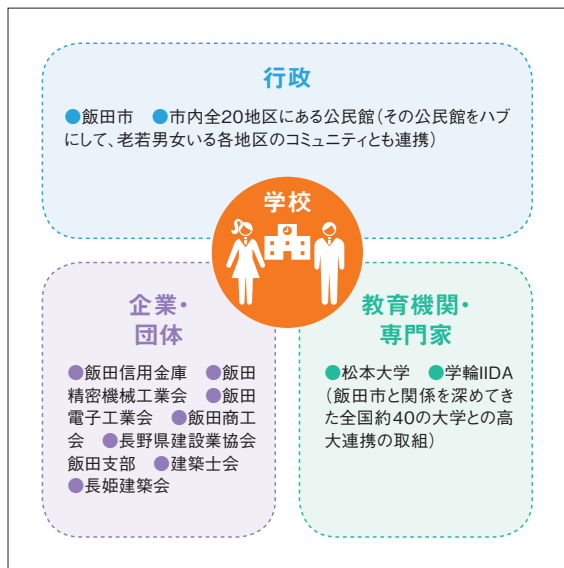 行政
●飯田市　●市内全20地区にある公民館(その公民館をハブ
にして、老若男女いる各地区のコミュニティとも連携)
学校
企業・
団体
●飯田信用金庫　●飯田
精密機械工業会　●飯田
電子工業会　●飯田商工
会　●長野県建設業協会
飯田支部　●建築士会
●長姫建築会
教育機関・
専門家
●松本大学　●学輪IIDA
(飯田市と関係を深めてき
た全国約40の大学との高
大連携の取組)